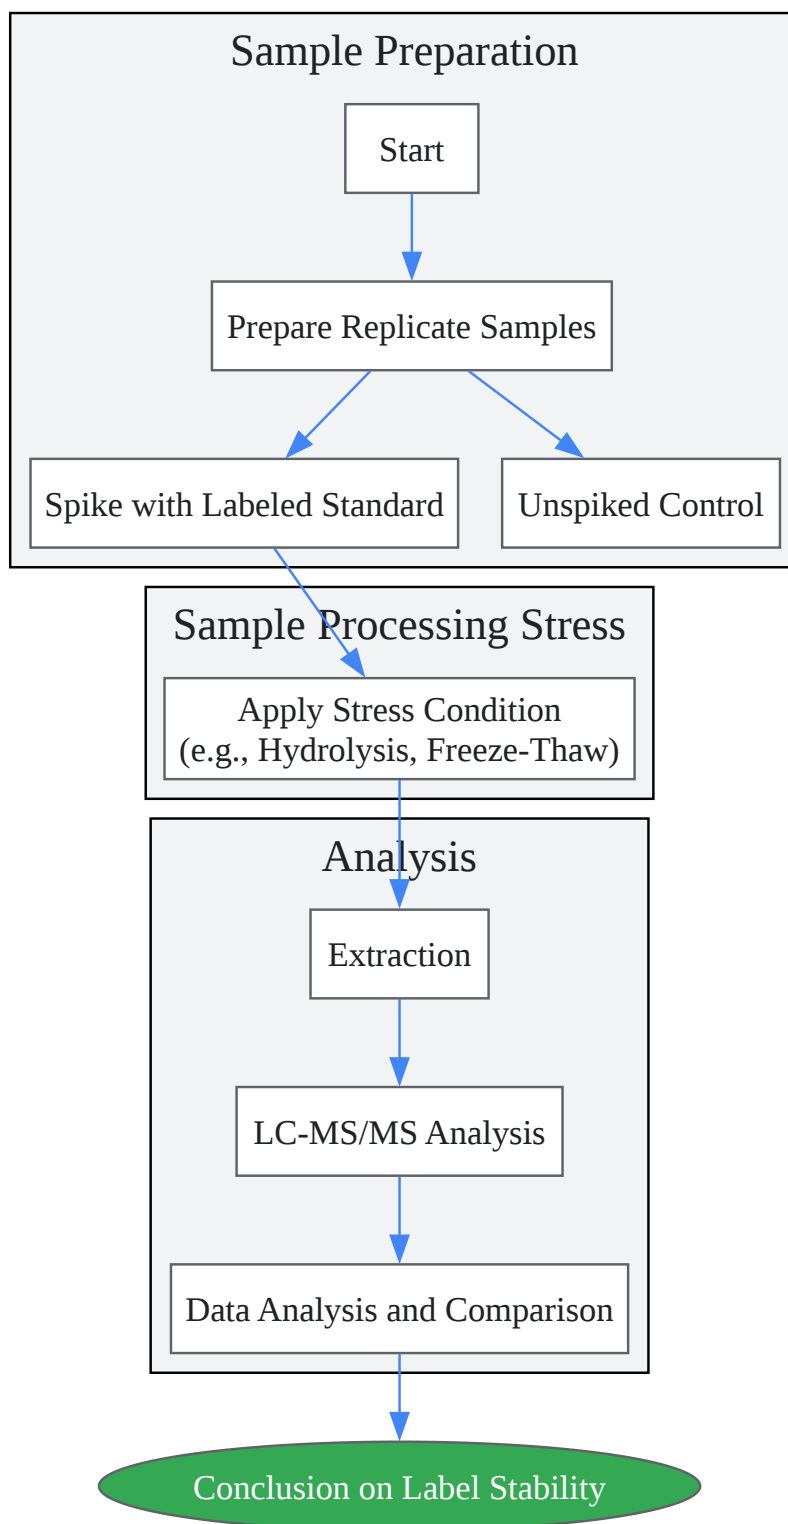 Sample Preparation
Start
Prepare Replicate Samples
Spike with Labeled Standard
Unspiked Control
Sample Processing Stress
Apply Stress Condition
(e.g., Hydrolysis, Freeze-Thaw)
Analysis
Extraction
LC-MS/MS Analysis
Data Analysis and Comparison
Conclusion on Label Stability